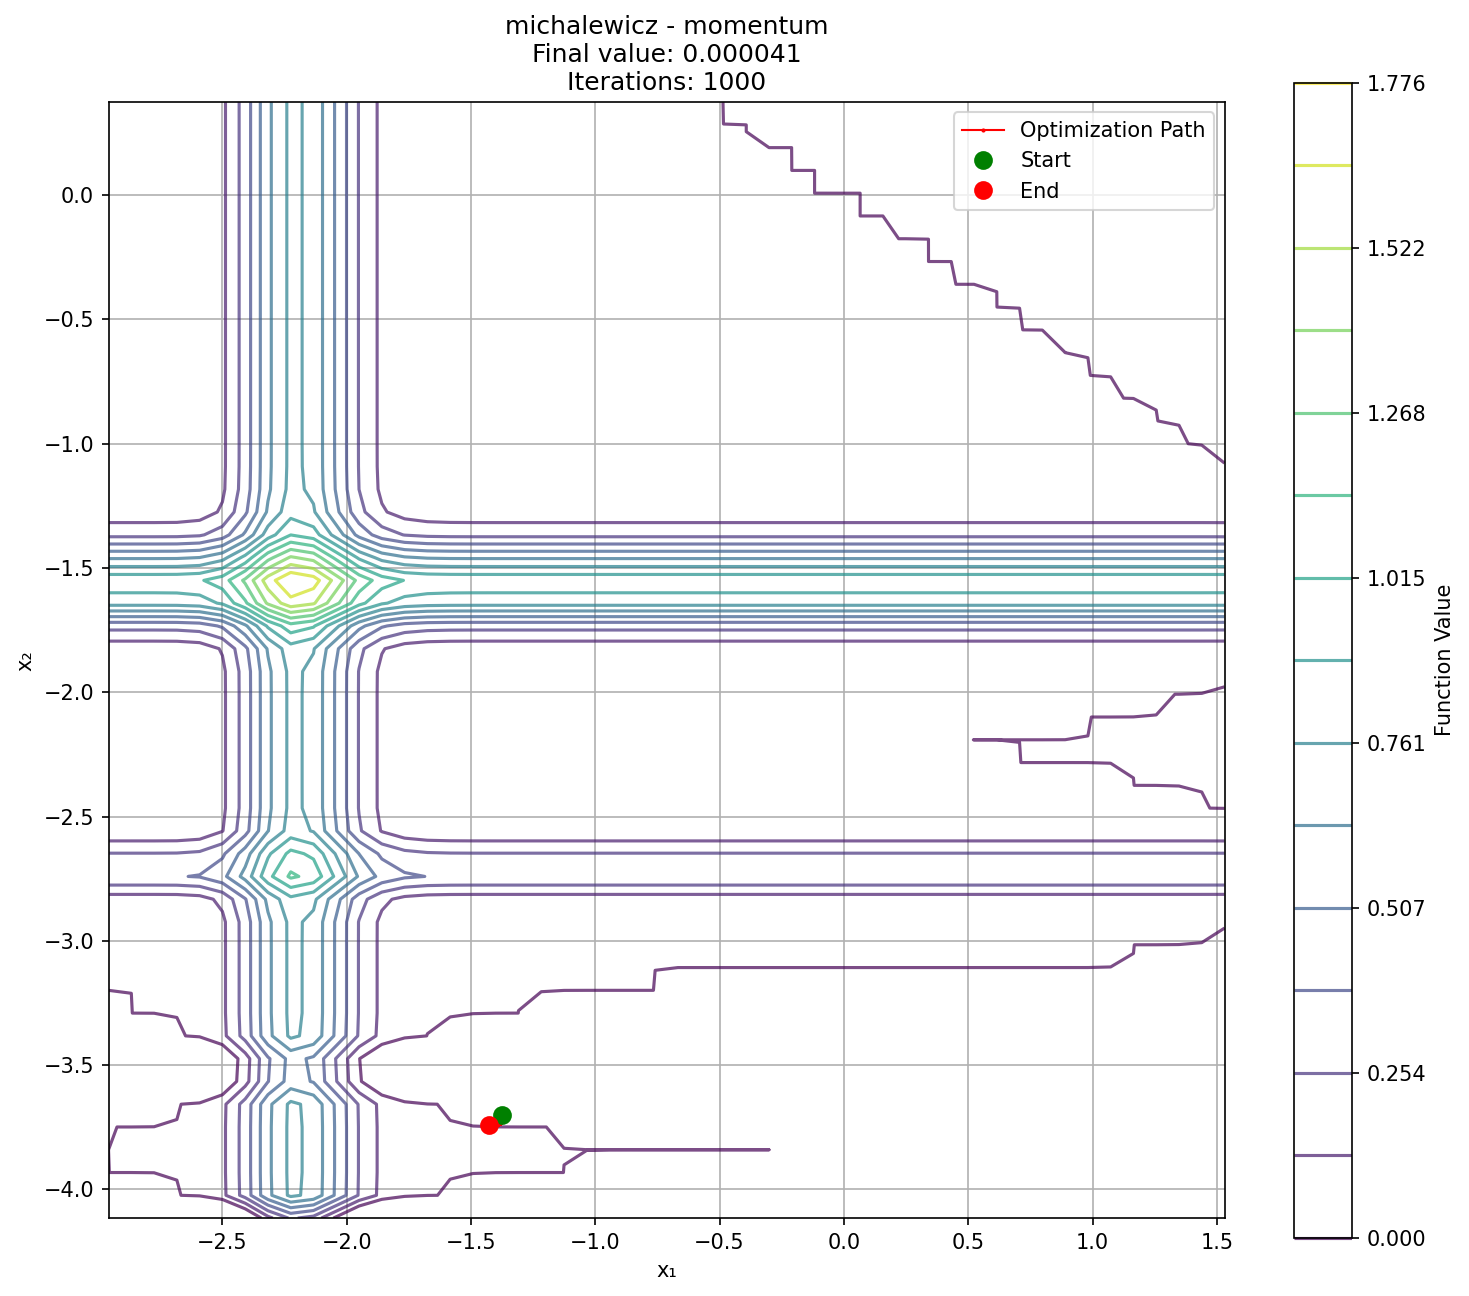 michalewicz - momentum
Final value: 0.000041
Iterations: 1000
Optimization Path
Start
End
0.0
−0.5
−1.0
−1.5
−2.0
−2.5
−3.0
−3.5
−4.0
x₂
−2.5 −2.0 −1.5 −1.0 −0.5 0.0 0.5 1.0 1.5
x₁
1.776
1.522
1.268
1.015
0.761
0.507
0.254
0.000
Function Value